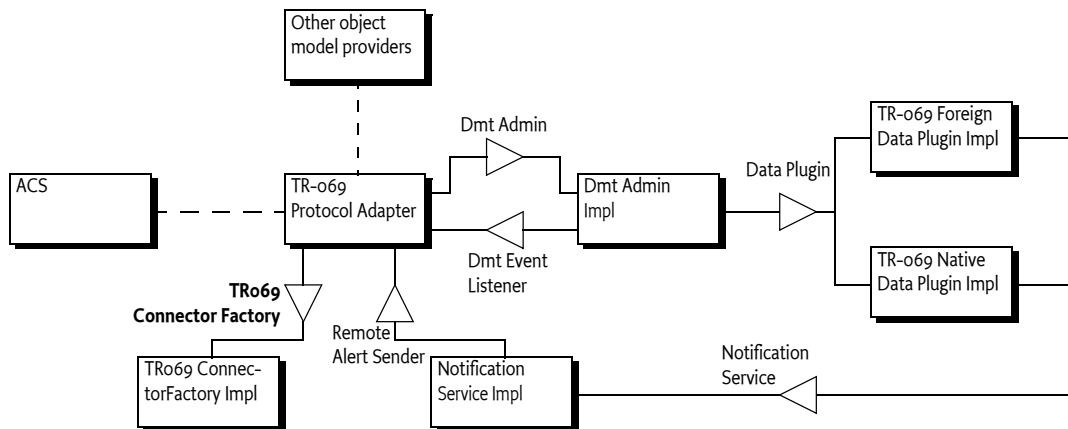 Other object
model providers
Dmt Admin
TR-069 Foreign
Data Plugin Impl
Data Plugin
ACS
TR-069
Protocol Adapter
Dmt Admin
Impl
Dmt Event
Listener
TR-069 Native
Data Plugin Impl
TR069
Connector Factory
Remote
Alert Sender
Notification
Service
TR069 Connec-
torFactory Impl
Notification
Service Impl